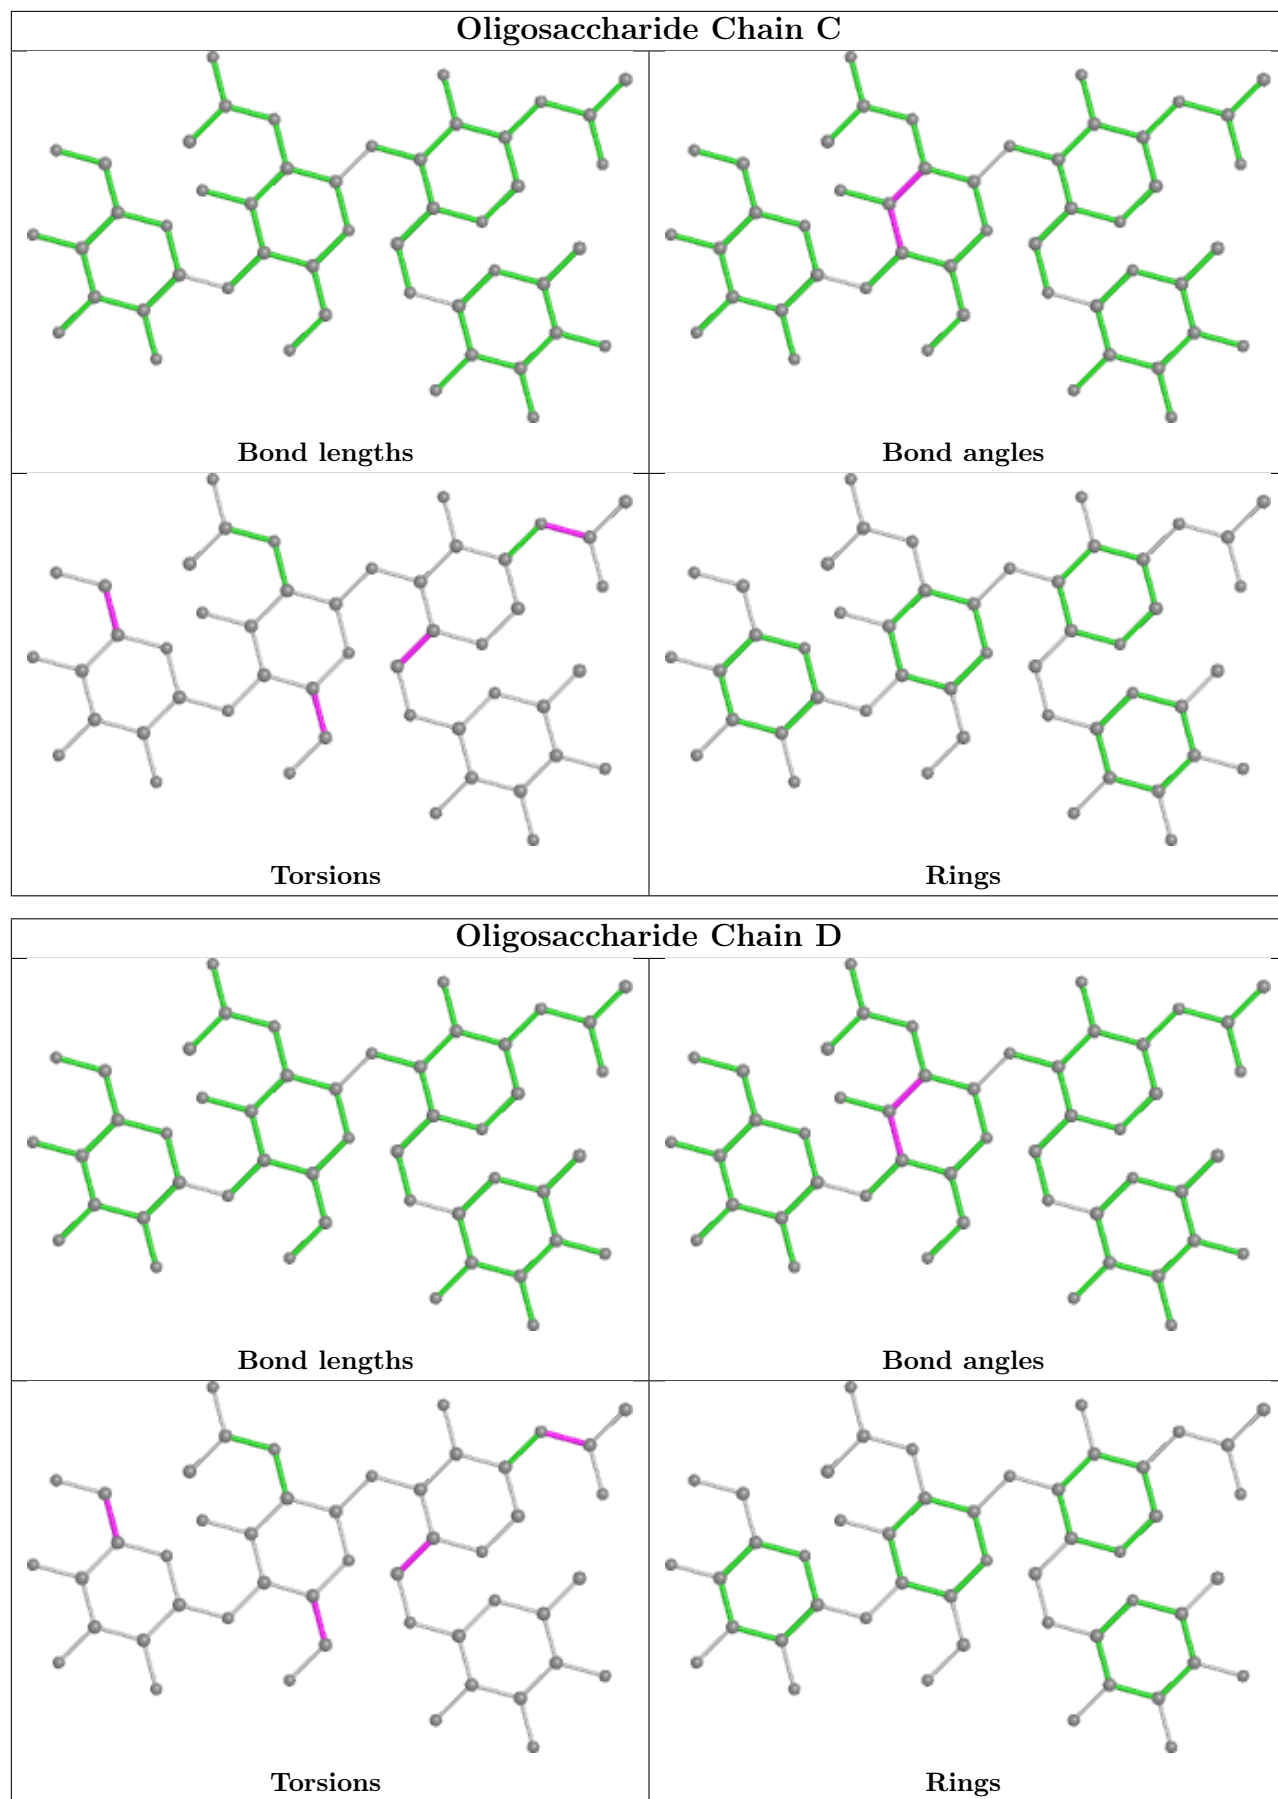 Oligosaccharide Chain C
Bond lengths
Bond angles
Torsions
Rings
Oligosaccharide Chain D
Bond lengths
Bond angles
Torsions
Rings